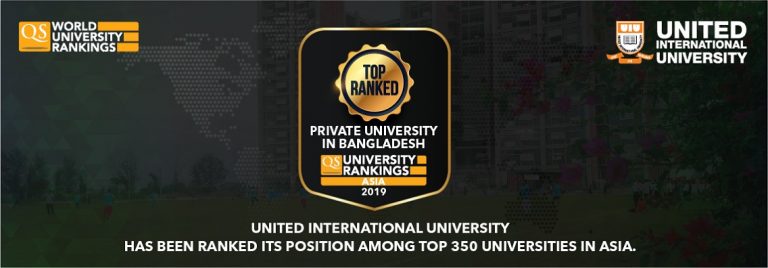 QS WORLD
UNIVERSITY
RANKINGS
UNITED
INTERNATIONAL
UNIVERSITY
TOP
RANKED
PRIVATE UNIVERSITY
IN BANGLADESH
QS UNIVERSITY
RANKINGS
ASIA
2019
UNITED INTERNATIONAL UNIVERSITY
HAS BEEN RANKED ITS POSITION AMONG TOP 350 UNIVERSITIES IN ASIA.